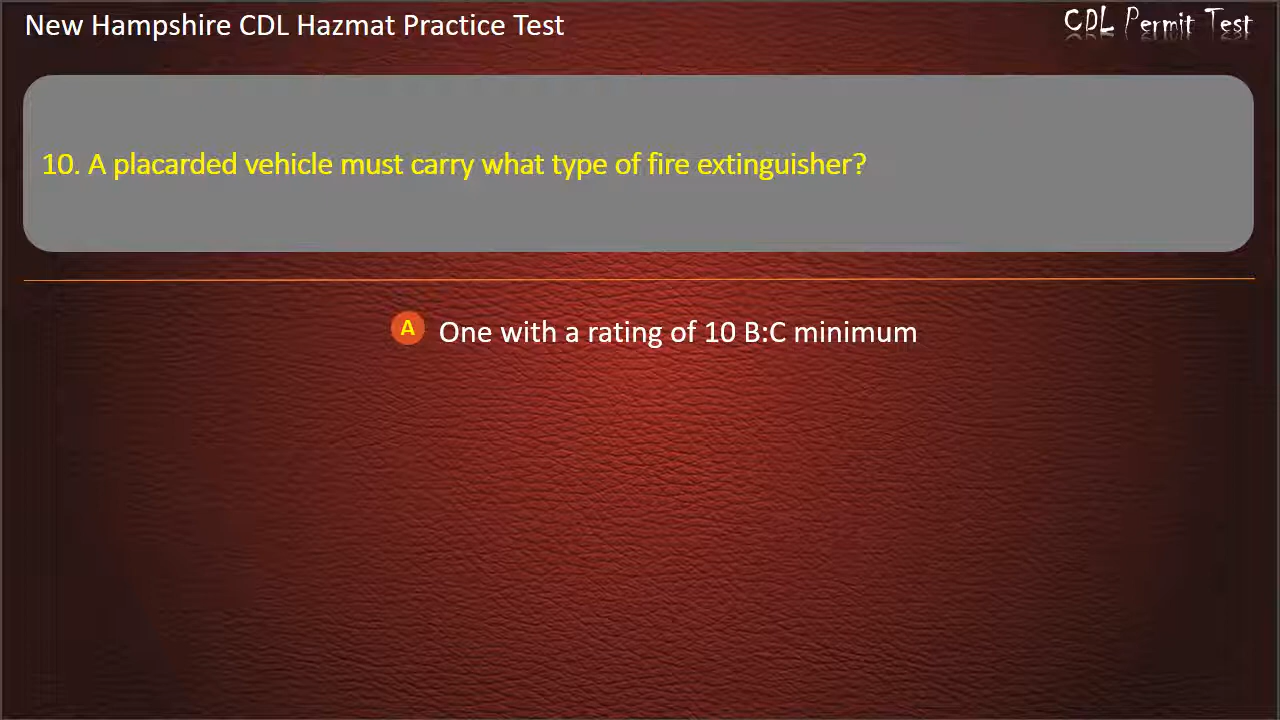 New Hampshire CDL Hazmat Practice Test
CDL Permit Test
10. A placarded vehicle must carry what type of fire extinguisher?
A One with a rating of 10 B:C minimum